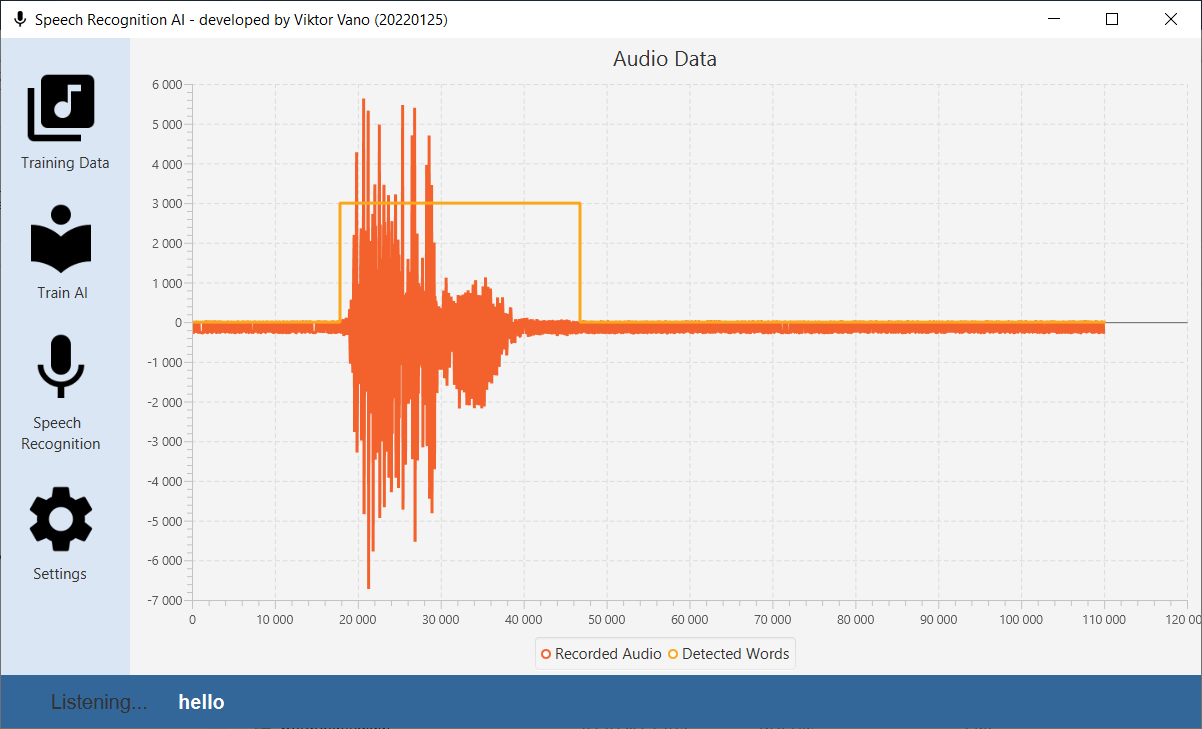 Speech Recognition AI - developed by Viktor Vano (20220125)
Training Data
Train AI
Speech
Recognition
Settings
Audio Data
6 000
5 000
4 000
3 000
2 000
1 000
0
-1 000
-2 000
-3 000
-4 000
-5 000
-6 000
-7 000
0 10 000 20 000 30 000 40 000 50 000 60 000 70 000 80 000 90 000 100 000 110 000 120 00
Recorded Audio Detected Words
Listening... hello